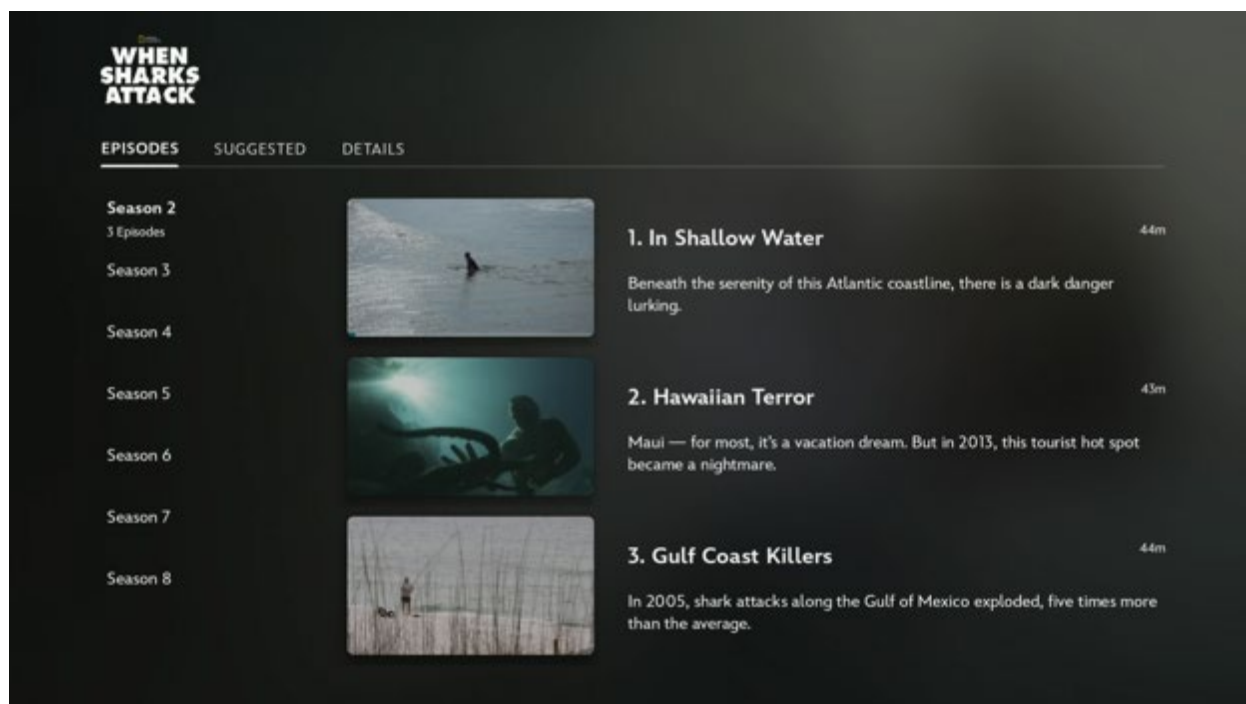 WHEN
SHARKS
ATTACK
EPISODES SUGGESTED DETAILS
Season 2
3 Episodes
Season 3
Season 4
Season 5
Season 6
Season 7
Season 8
1. In Shallow Water
44m
Beneath the serenity of this Atlantic coastline, there is a dark danger
lurking.
2. Hawaiian Terror
43m
Maui — for most, it's a vacation dream. But in 2013, this tourist hot spot
became a nightmare.
3. Gulf Coast Killers
44m
In 2005, shark attacks along the Gulf of Mexico exploded, five times more
than the average.